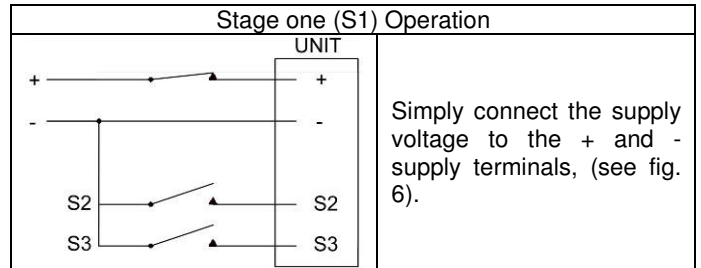 Stage one (S1) Operation
UNIT
+ +
- -
S2 S2
S3 S3
Simply connect the supply
voltage to the + and -
supply terminals, (see fig.
6).